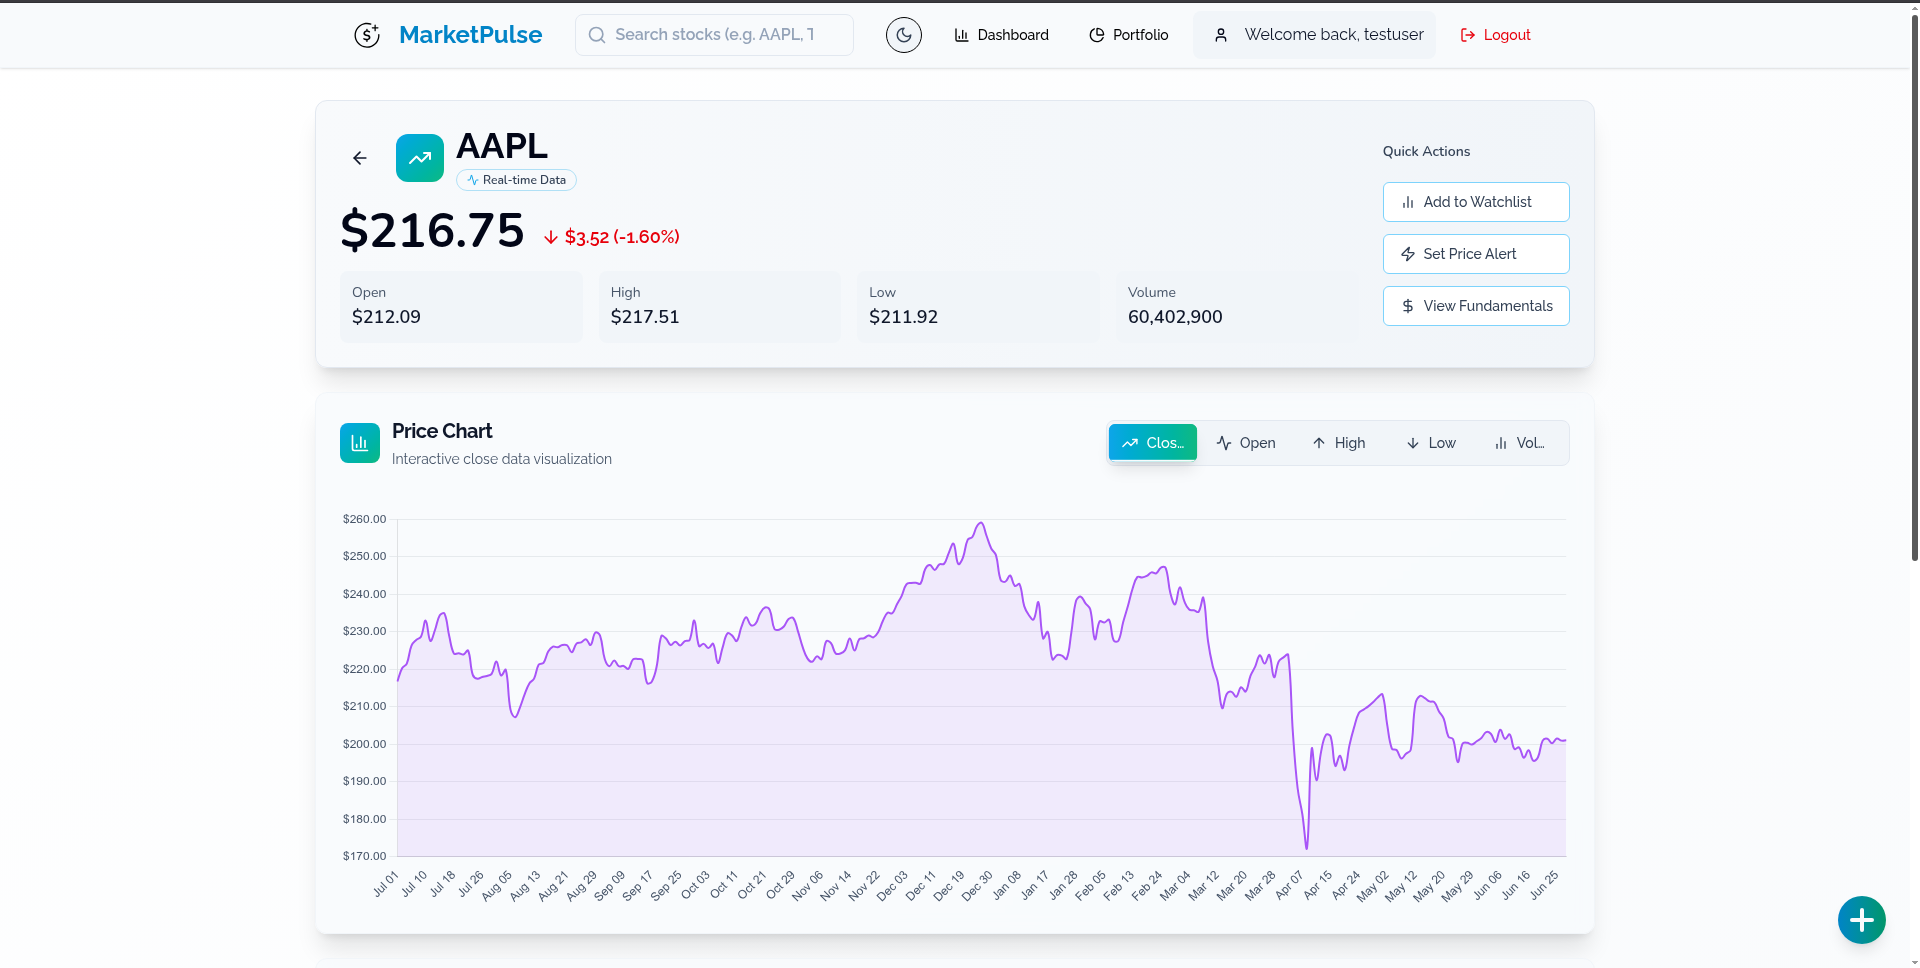 MarketPulse
Search stocks (e.g. AAPL, T
Dashboard
Portfolio
Welcome back, testuser
Logout
AAPL
Real-time Data
$216.75
$3.52 (-1.60%)
Open
$212.09
High
$217.51
Low
$211.92
Volume
60,402,900
Quick Actions
Add to Watchlist
Set Price Alert
View Fundamentals
Price Chart
Interactive close data visualization
Clos...
Open
High
Low
Vol...
$260.00
$250.00
$240.00
$230.00
$220.00
$210.00
$200.00
$190.00
$180.00
$170.00
Jul 01
Jul 10
Jul 18
Jul 26
Aug 05
Aug 13
Aug 21
Aug 29
Sep 09
Sep 17
Sep 25
Oct 03
Oct 11
Oct 21
Oct 29
Nov 06
Nov 14
Nov 22
Dec 03
Dec 11
Dec 19
Dec 30
Jan 08
Jan 17
Jan 28
Feb 05
Feb 13
Feb 24
Mar 04
Mar 12
Mar 20
Mar 28
Apr 07
Apr 15
Apr 24
May 02
May 12
May 20
May 29
Jun 06
Jun 16
Jun 25